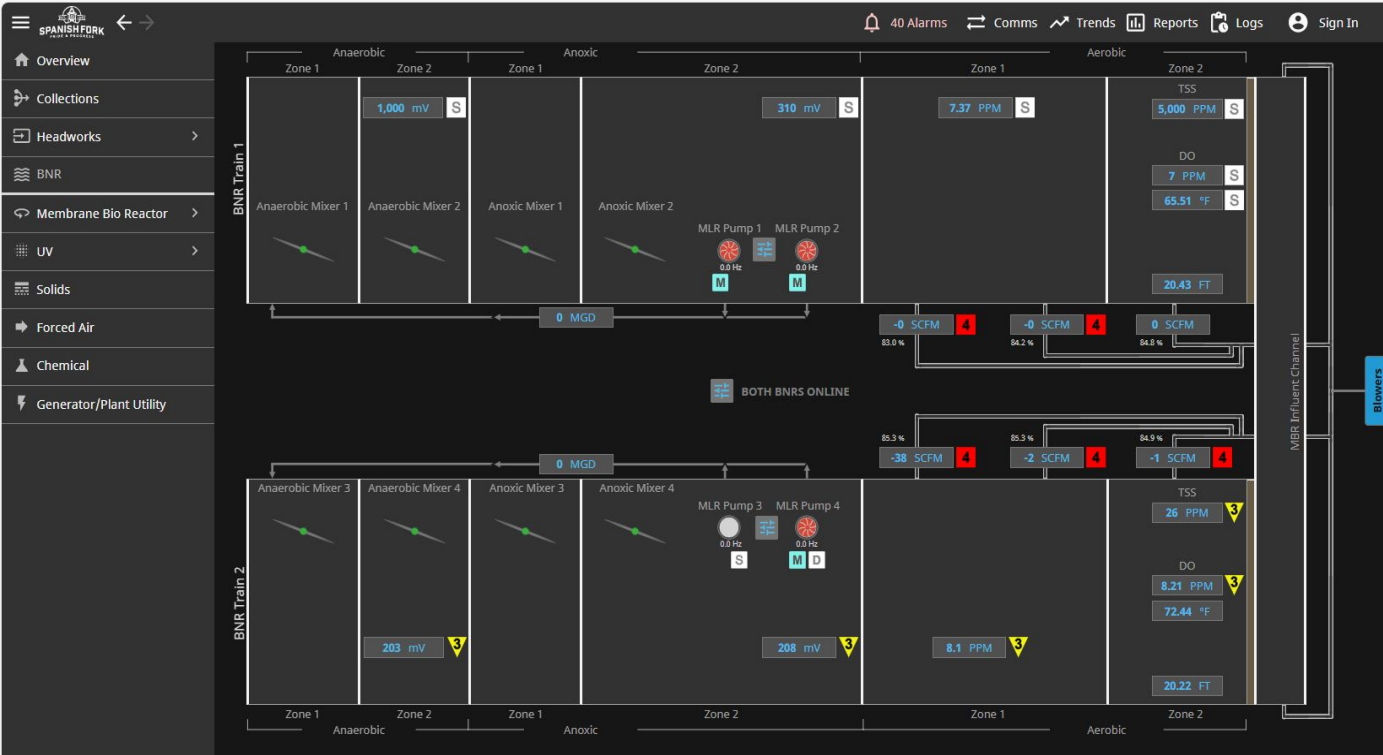 SPANISH FORK
PRIDE & PROGRESS
40 Alarms Comms Trends Reports Logs Sign In
Overview
Collections
Headworks
BNR
Membrane Bio Reactor
UV
Solids
Forced Air
Chemical
Generator/Plant Utility
Anaerobic Anoxic Aerobic
Zone 1 Zone 2 Zone 1 Zone 2 Zone 1 Zone 2
BNR Train 1
TSS
1,000 mV S 310 mV S 7.37 PPM S 5,000 PPM S
DO
7 PPM S
65.51 °F S
Anaerobic Mixer 1 Anaerobic Mixer 2 Anoxic Mixer 1 Anoxic Mixer 2
MLR Pump 1 MLR Pump 2
0.0 Hz 0.0 Hz
M M
20.43 FT
0 MGD
-0 SCFM 4 -0 SCFM 4 0 SCFM
83.0 % 84.2 % 84.8 %
MBR Influent Channel
Blowers
BOTH BNRS ONLINE
85.3 % 85.3 % 84.9 %
-38 SCFM 4 -2 SCFM 4 -1 SCFM 4
0 MGD
BNR Train 2
Anaerobic Mixer 3 Anaerobic Mixer 4 Anoxic Mixer 3 Anoxic Mixer 4
TSS
26 PPM 3
MLR Pump 3 MLR Pump 4
0.0 Hz 0.0 Hz
S M D
DO
8.21 PPM 3
72.44 °F
203 mV 3 208 mV 3 8.1 PPM 3
20.22 FT
Zone 1 Zone 2 Zone 1 Zone 2 Zone 1 Zone 2
Anaerobic Anoxic Aerobic